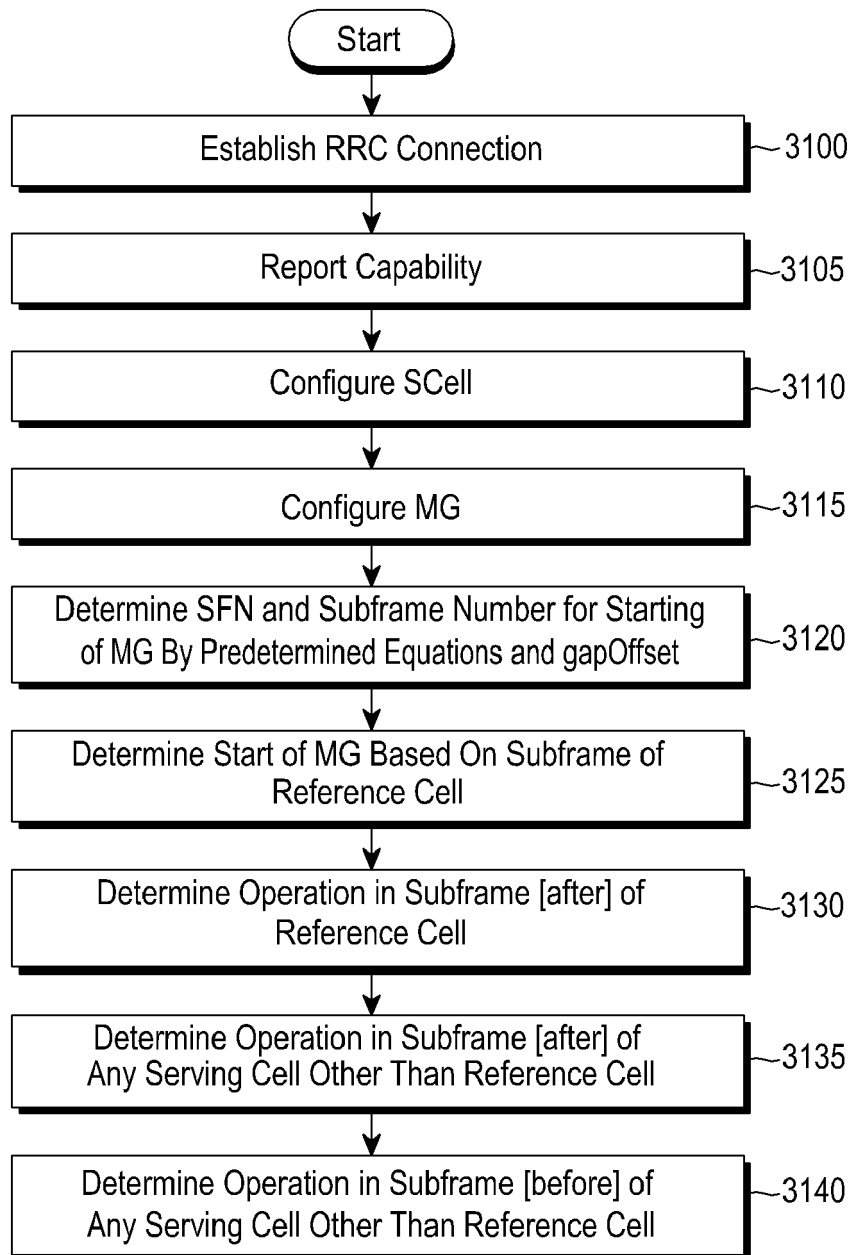 Start
Establish RRC Connection
3100
Report Capability
3105
Configure SCell
3110
Configure MG
3115
Determine SFN and Subframe Number for Starting
of MG By Predetermined Equations and gapOffset
3120
Determine Start of MG Based On Subframe of
Reference Cell
3125
Determine Operation in Subframe [after] of
Reference Cell
3130
Determine Operation in Subframe [after] of
Any Serving Cell Other Than Reference Cell
3135
Determine Operation in Subframe [before] of
Any Serving Cell Other Than Reference Cell
3140